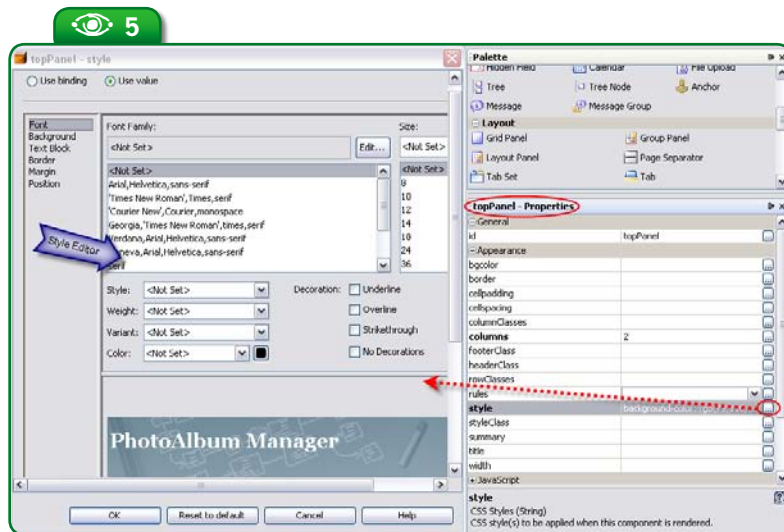 5
topPanel - style
Use binding
Use value
Font
Background
Text Block
Border
Margin
Position
Font Family:
<Not Set>
Edit...
<Not Set>
Arial,Helvetica,sans-serif
'Times New Roman',Times,serif
'Courier New',Courier,monospace
Georgia,'Times New Roman',times,serif
Verdana,Arial,Helvetica,sans-serif
Geneva,Arial,Helvetica,sans-serif
serif
Size:
<Not Set>
<Not Set>
8
10
12
14
18
24
36
Style Editor
Style: <Not Set>
Weight: <Not Set>
Variant: <Not Set>
Color: <Not Set>
Decoration: Underline
Overline
Strikethrough
No Decorations
PhotoAlbum Manager
OK Reset to default Cancel Help
Palette
Hidden Field Calendar File Upload
Tree Tree Node Anchor
Message Message Group
Layout
Grid Panel Group Panel
Layout Panel Page Separator
Tab Set Tab
topPanel - Properties
General
id topPanel
Appearance
bgcolor
border
cellpadding
cellspacing
columnClasses
columns 2
footerClass
headerClass
rowClasses
rules
style background-color:
styleClass
summary
title
width
JavaScript
style
CSS Styles (String)
CSS style(s) to be applied when this component is rendered.